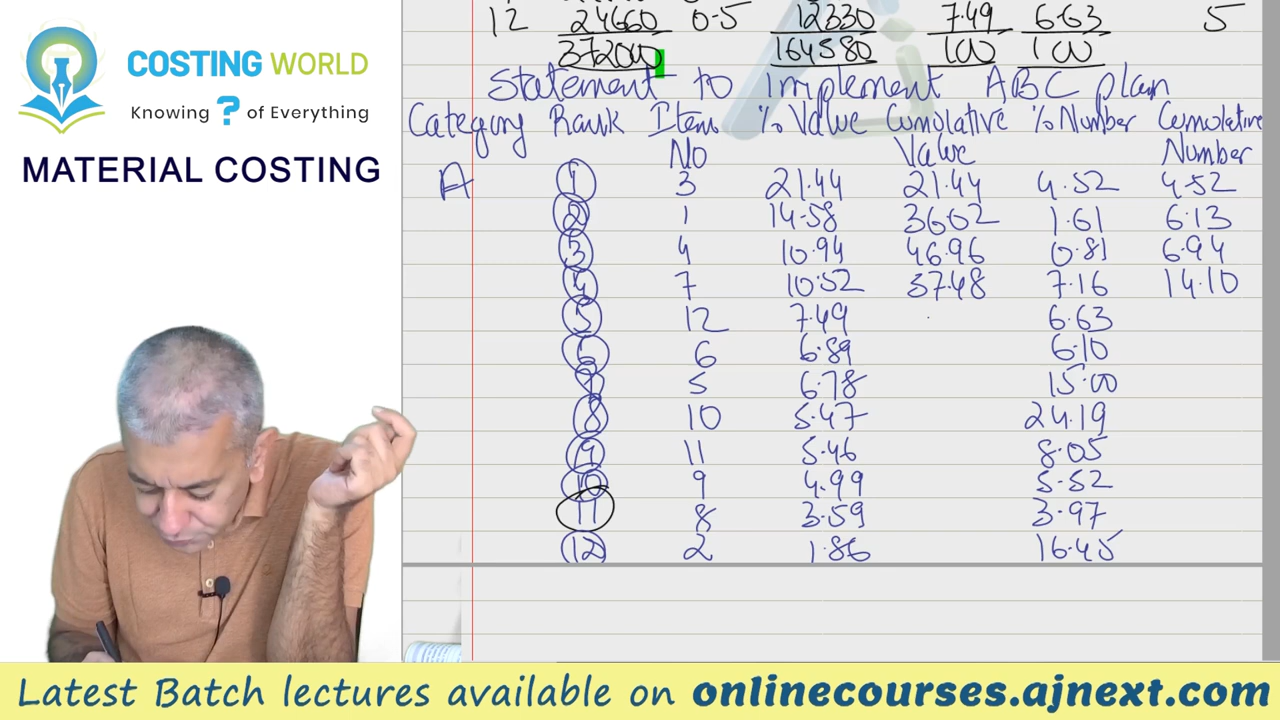 COSTING WORLD
Knowing ? of Everything
MATERIAL COSTING
12 24660 0.5 12330 7.49 6.63 5
372000 164580 100 100
Statement to Implement ABC plan
Category Rank Item No % Value Cumulative Value % Number Cumulative Number
A 1 3 21.44 21.44 4.52 4.52
2 1 14.58 3602 1.61 6.13
3 4 10.94 46.96 0.81 6.94
4 7 10.52 37.48 7.16 14.10
5 12 7.49 6.63
6 6 6.89 6.10
7 5 6.78 15.00
8 10 5.47 24.19
9 11 5.46 8.05
10 9 4.99 5.52
11 8 3.59 3.97
12 2 1.86 16.45
Latest Batch lectures available on onlinecourses.ajnext.com